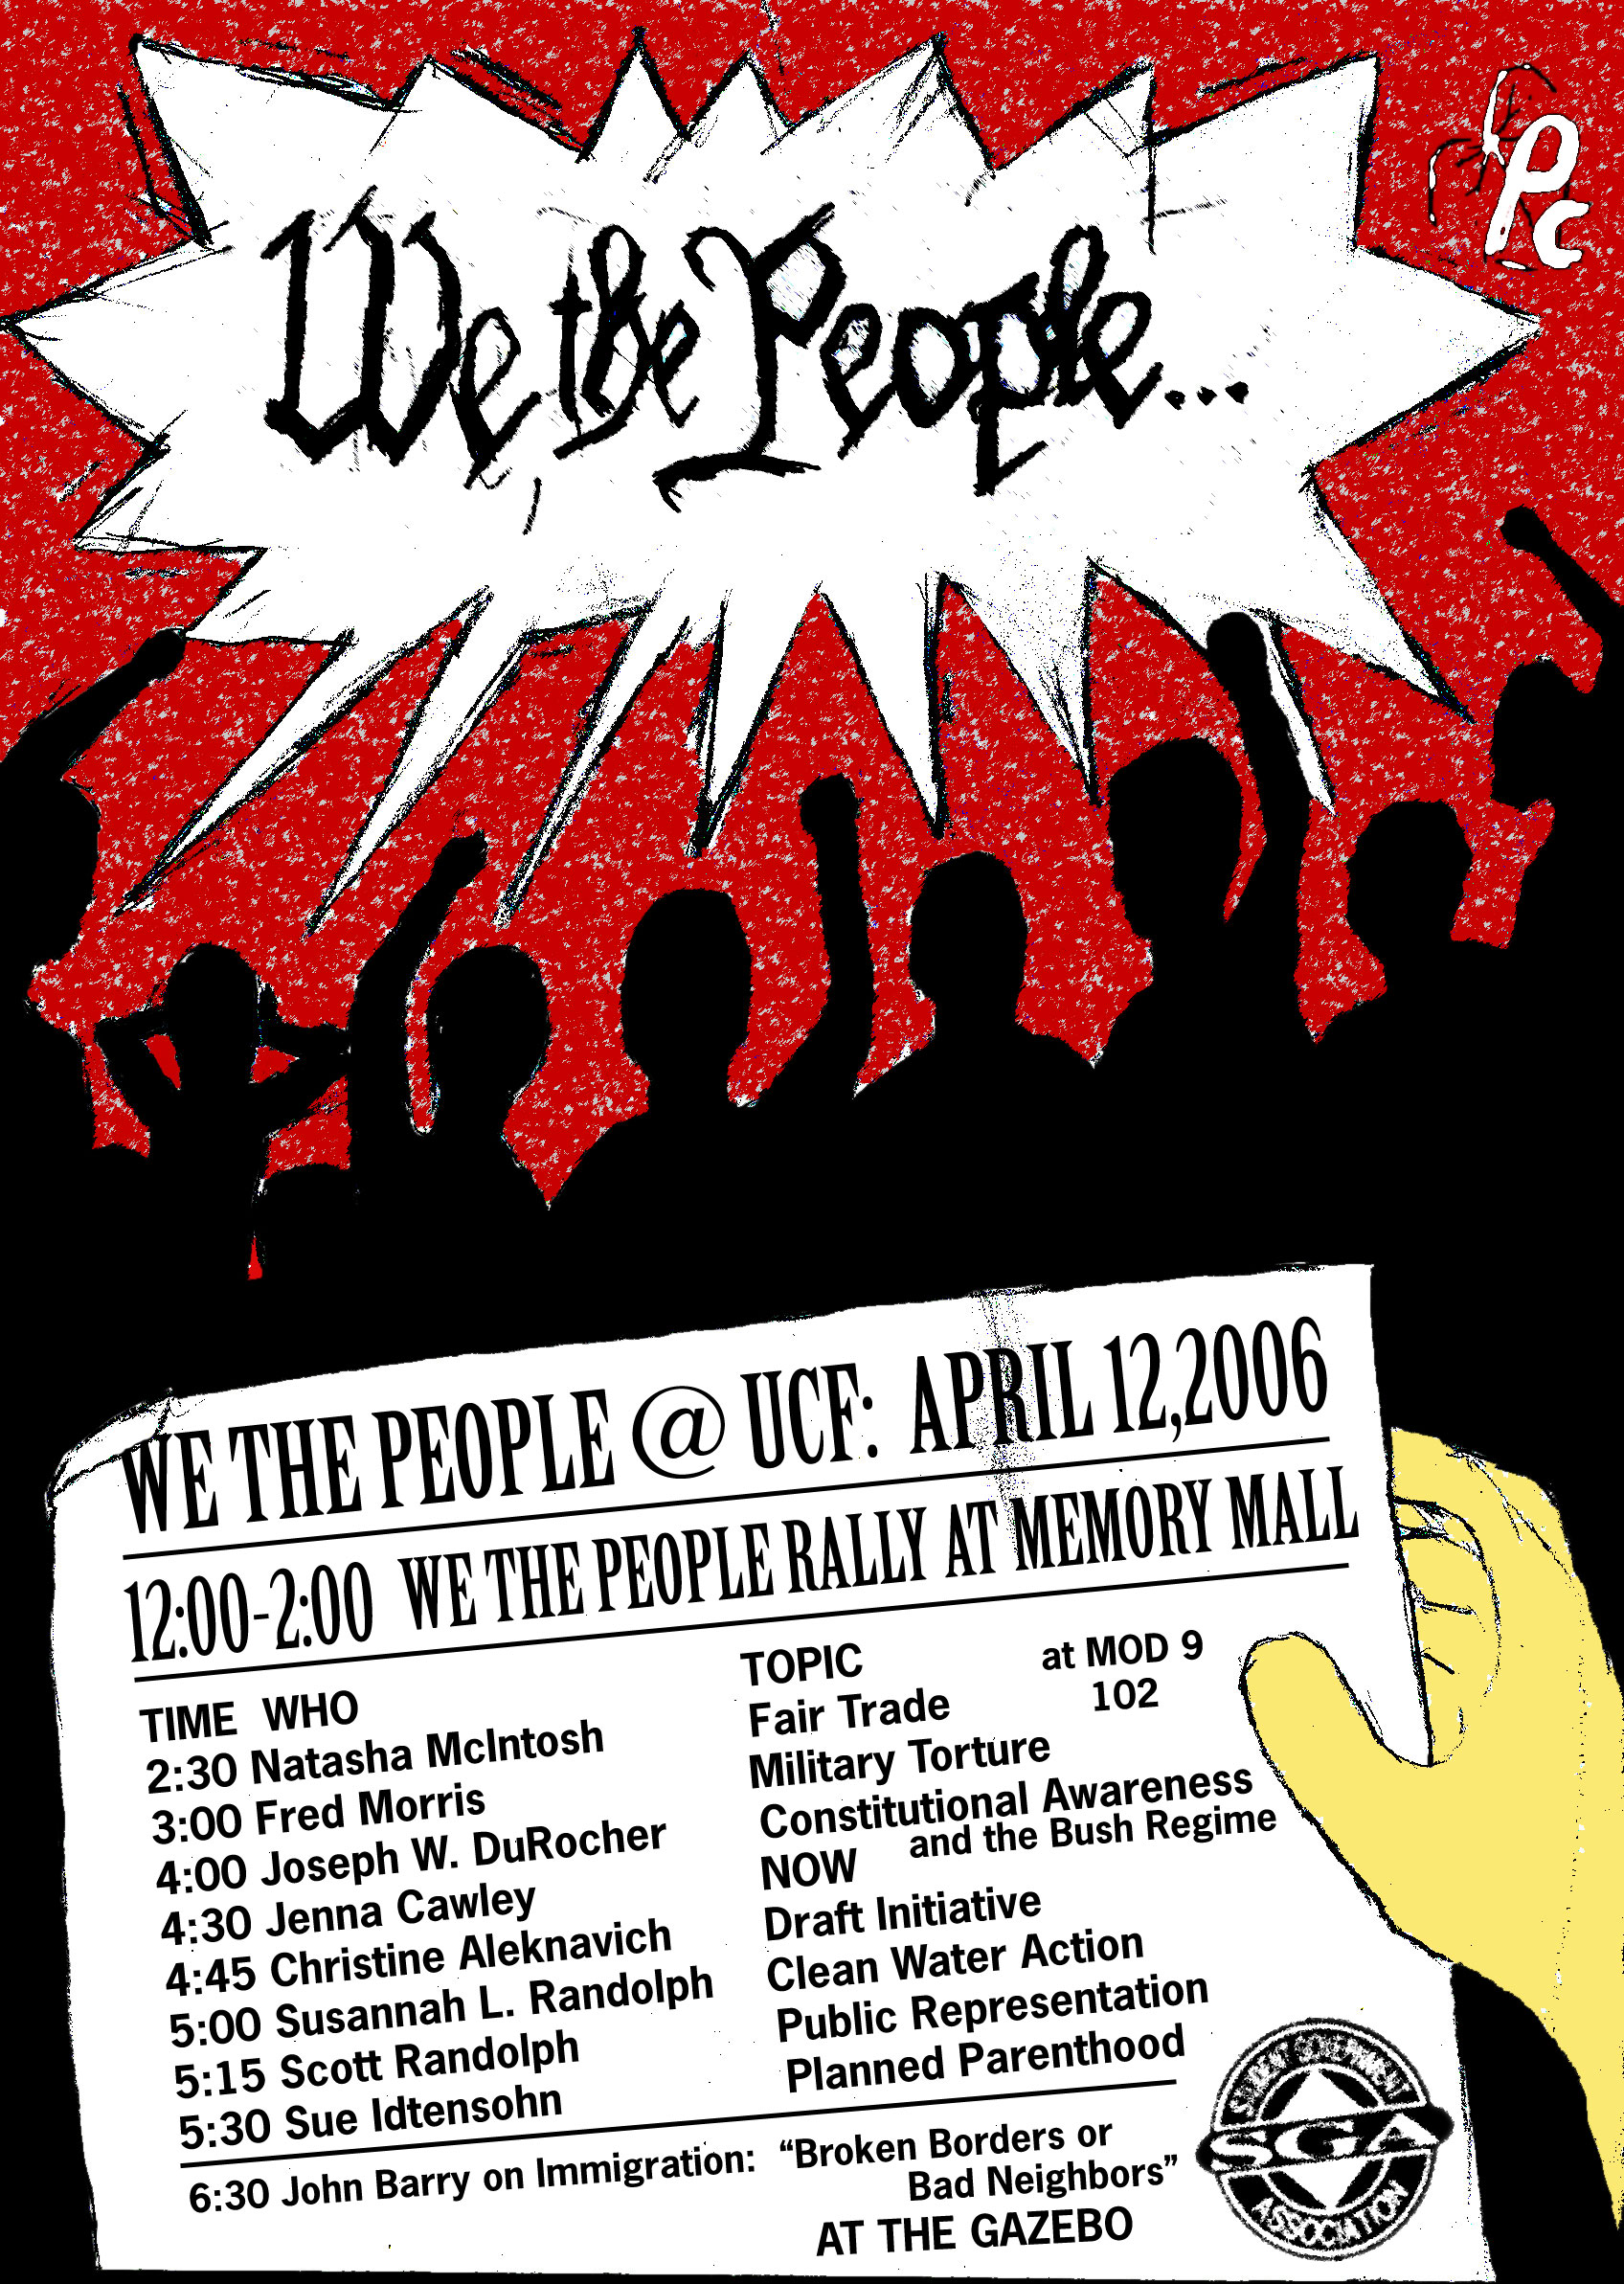 We the People...
Pc
WE THE PEOPLE @ UCF: APRIL 12,2006
12:00-2:00 WE THE PEOPLE RALLY AT MEMORY MALL
TIME WHO TOPIC at MOD 9
102
2:30 Natasha McIntosh Fair Trade
3:00 Fred Morris Military Torture
4:00 Joseph W. DuRocher Constitutional Awareness
and the Bush Regime
4:30 Jenna Cawley NOW
4:45 Christine Aleknavich Draft Initiative
5:00 Susannah L. Randolph Clean Water Action
5:15 Scott Randolph Public Representation
5:30 Sue Idtensohn Planned Parenthood
6:30 John Barry on Immigration: “Broken Borders or
Bad Neighbors”
AT THE GAZEBO
STUDENT GOVERNMENT
SGA
ASSOCIATION